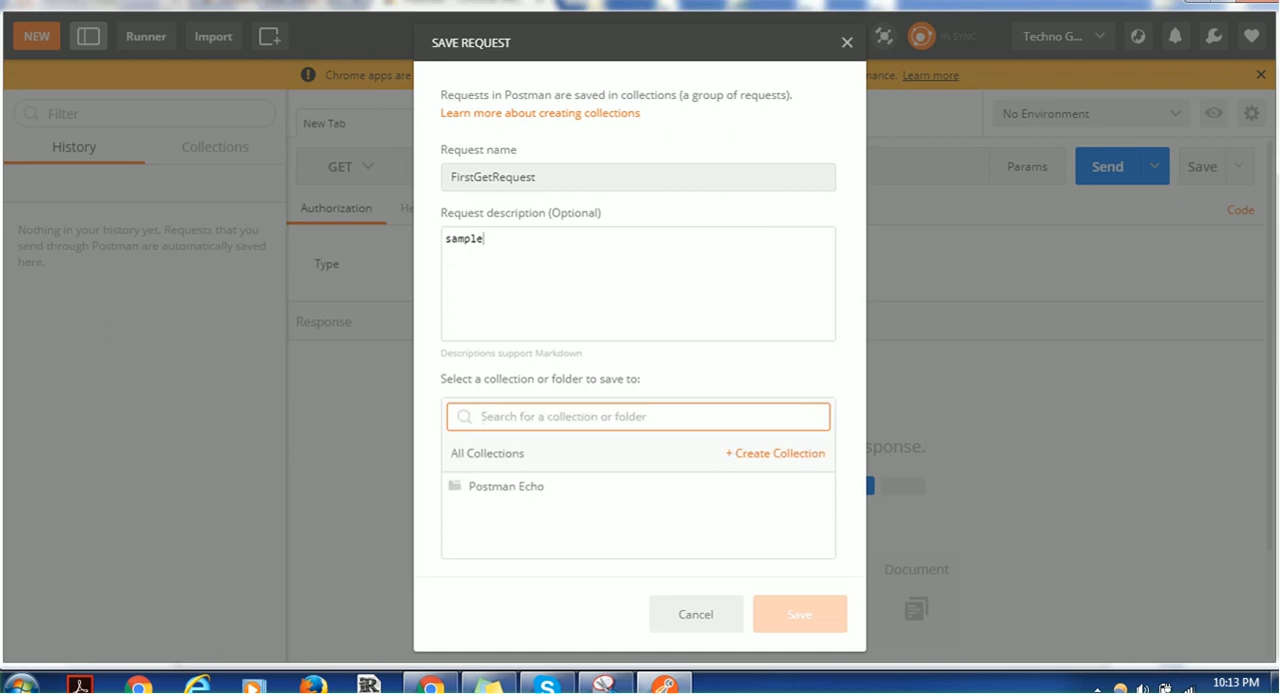 NEW
Runner
Import
SAVE REQUEST
IN SYNC
Techno G...
Chrome apps are
nance. Learn more
Filter
History
Collections
New Tab
No Environment
GET
Params
Send
Save
Authorization
He
Code
Type
Response
Nothing in your history yet. Requests that you
send through Postman are automatically saved
here.
Requests in Postman are saved in collections (a group of requests).
Learn more about creating collections
Request name
FirstGetRequest
Request description (Optional)
sample
Descriptions support Markdown
Select a collection or folder to save to:
Search for a collection or folder
All Collections
+ Create Collection
Postman Echo
Cancel
Save
sponse.
Document
10:13 PM